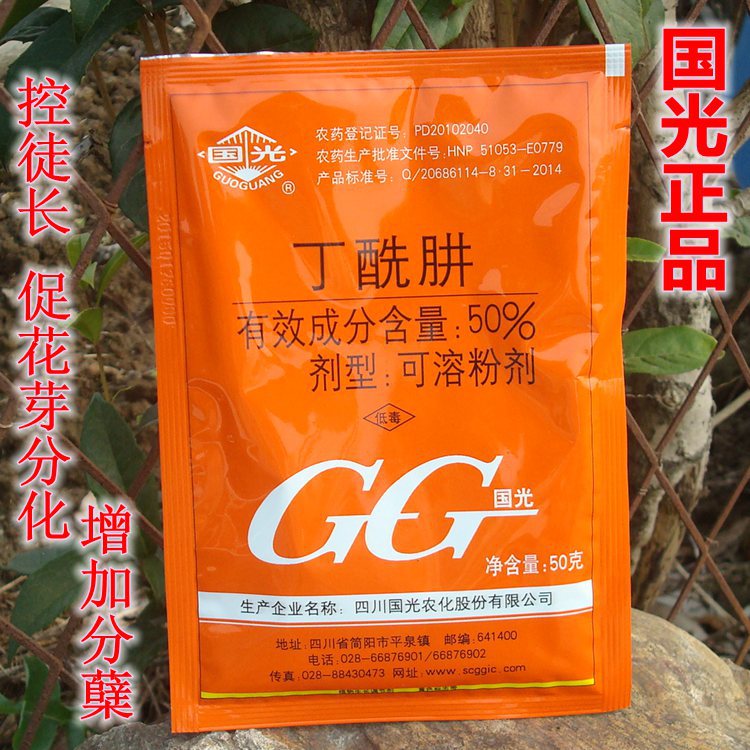 国光正品
控徒长 促花芽分化
增加分蘖
国光
GUOGUANG
®
农药登记证号：PD20102040
农药生产批准文件号：HNP 51053-E0779
产品标准号：Q/20686114-8·31-2014
丁酰肼
有效成分含量：50%
剂型：可溶粉剂
低毒
GG
国光
净含量：50克
生产企业名称：四川国光农化股份有限公司
地址：四川省简阳市平泉镇 邮编：641400
电话：028-66876901/66876902
传真：028-88430473 网址：www.scggic.com